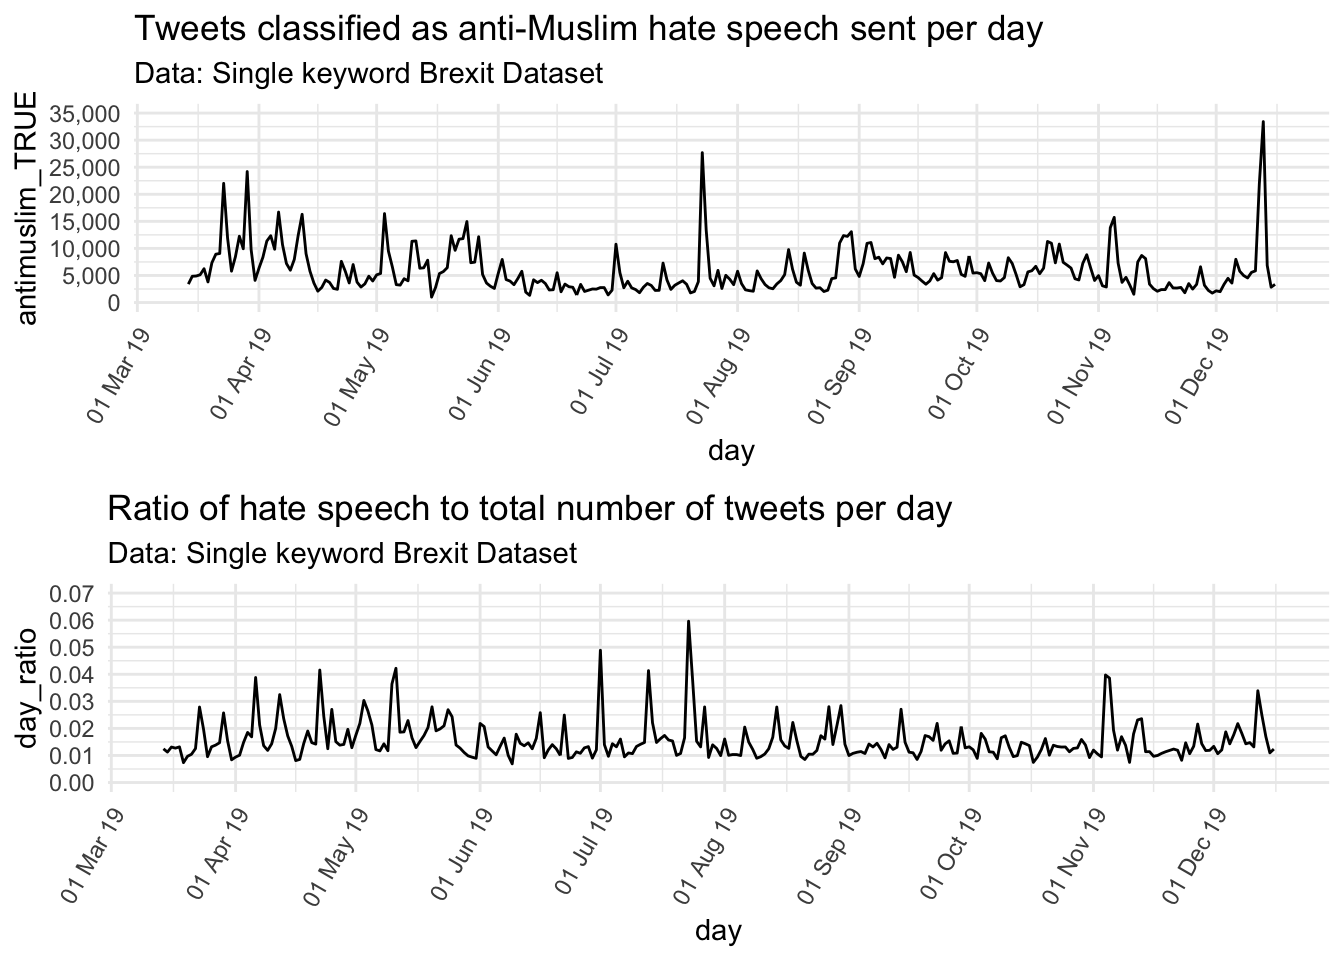 Tweets classified as anti-Muslim hate speech sent per day
Data: Single keyword Brexit Dataset
antimuslim_TRUE
35,000
30,000
25,000
20,000
15,000
10,000
5,000
0
01 Mar 19
01 Apr 19
01 May 19
01 Jun 19
01 Jul 19
01 Aug 19
01 Sep 19
01 Oct 19
01 Nov 19
01 Dec 19
day
Ratio of hate speech to total number of tweets per day
Data: Single keyword Brexit Dataset
day_ratio
0.07
0.06
0.05
0.04
0.03
0.02
0.01
0.00
01 Mar 19
01 Apr 19
01 May 19
01 Jun 19
01 Jul 19
01 Aug 19
01 Sep 19
01 Oct 19
01 Nov 19
01 Dec 19
day